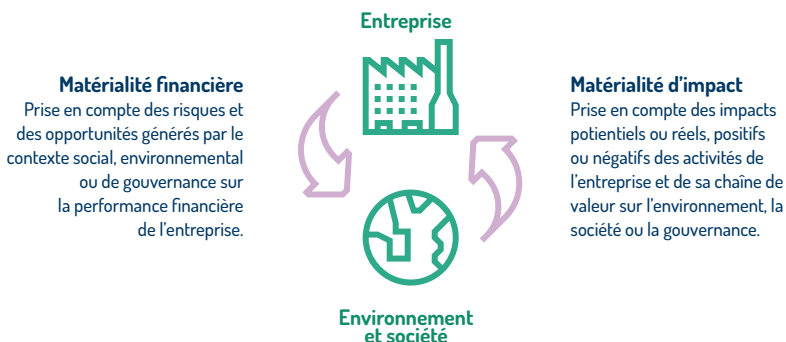 Entreprise
Matérialité financière
Prise en compte des risques et
des opportunités générés par le
contexte social, environnemental
ou de gouvernance sur
la performance financière
de l'entreprise.
Matérialité d'impact
Prise en compte des impacts
potientiels ou réels, positifs
ou négatifs des activités de
l'entreprise et de sa chaîne de
valeur sur l'environnement, la
société ou la gouvernance.
Environnement
et société